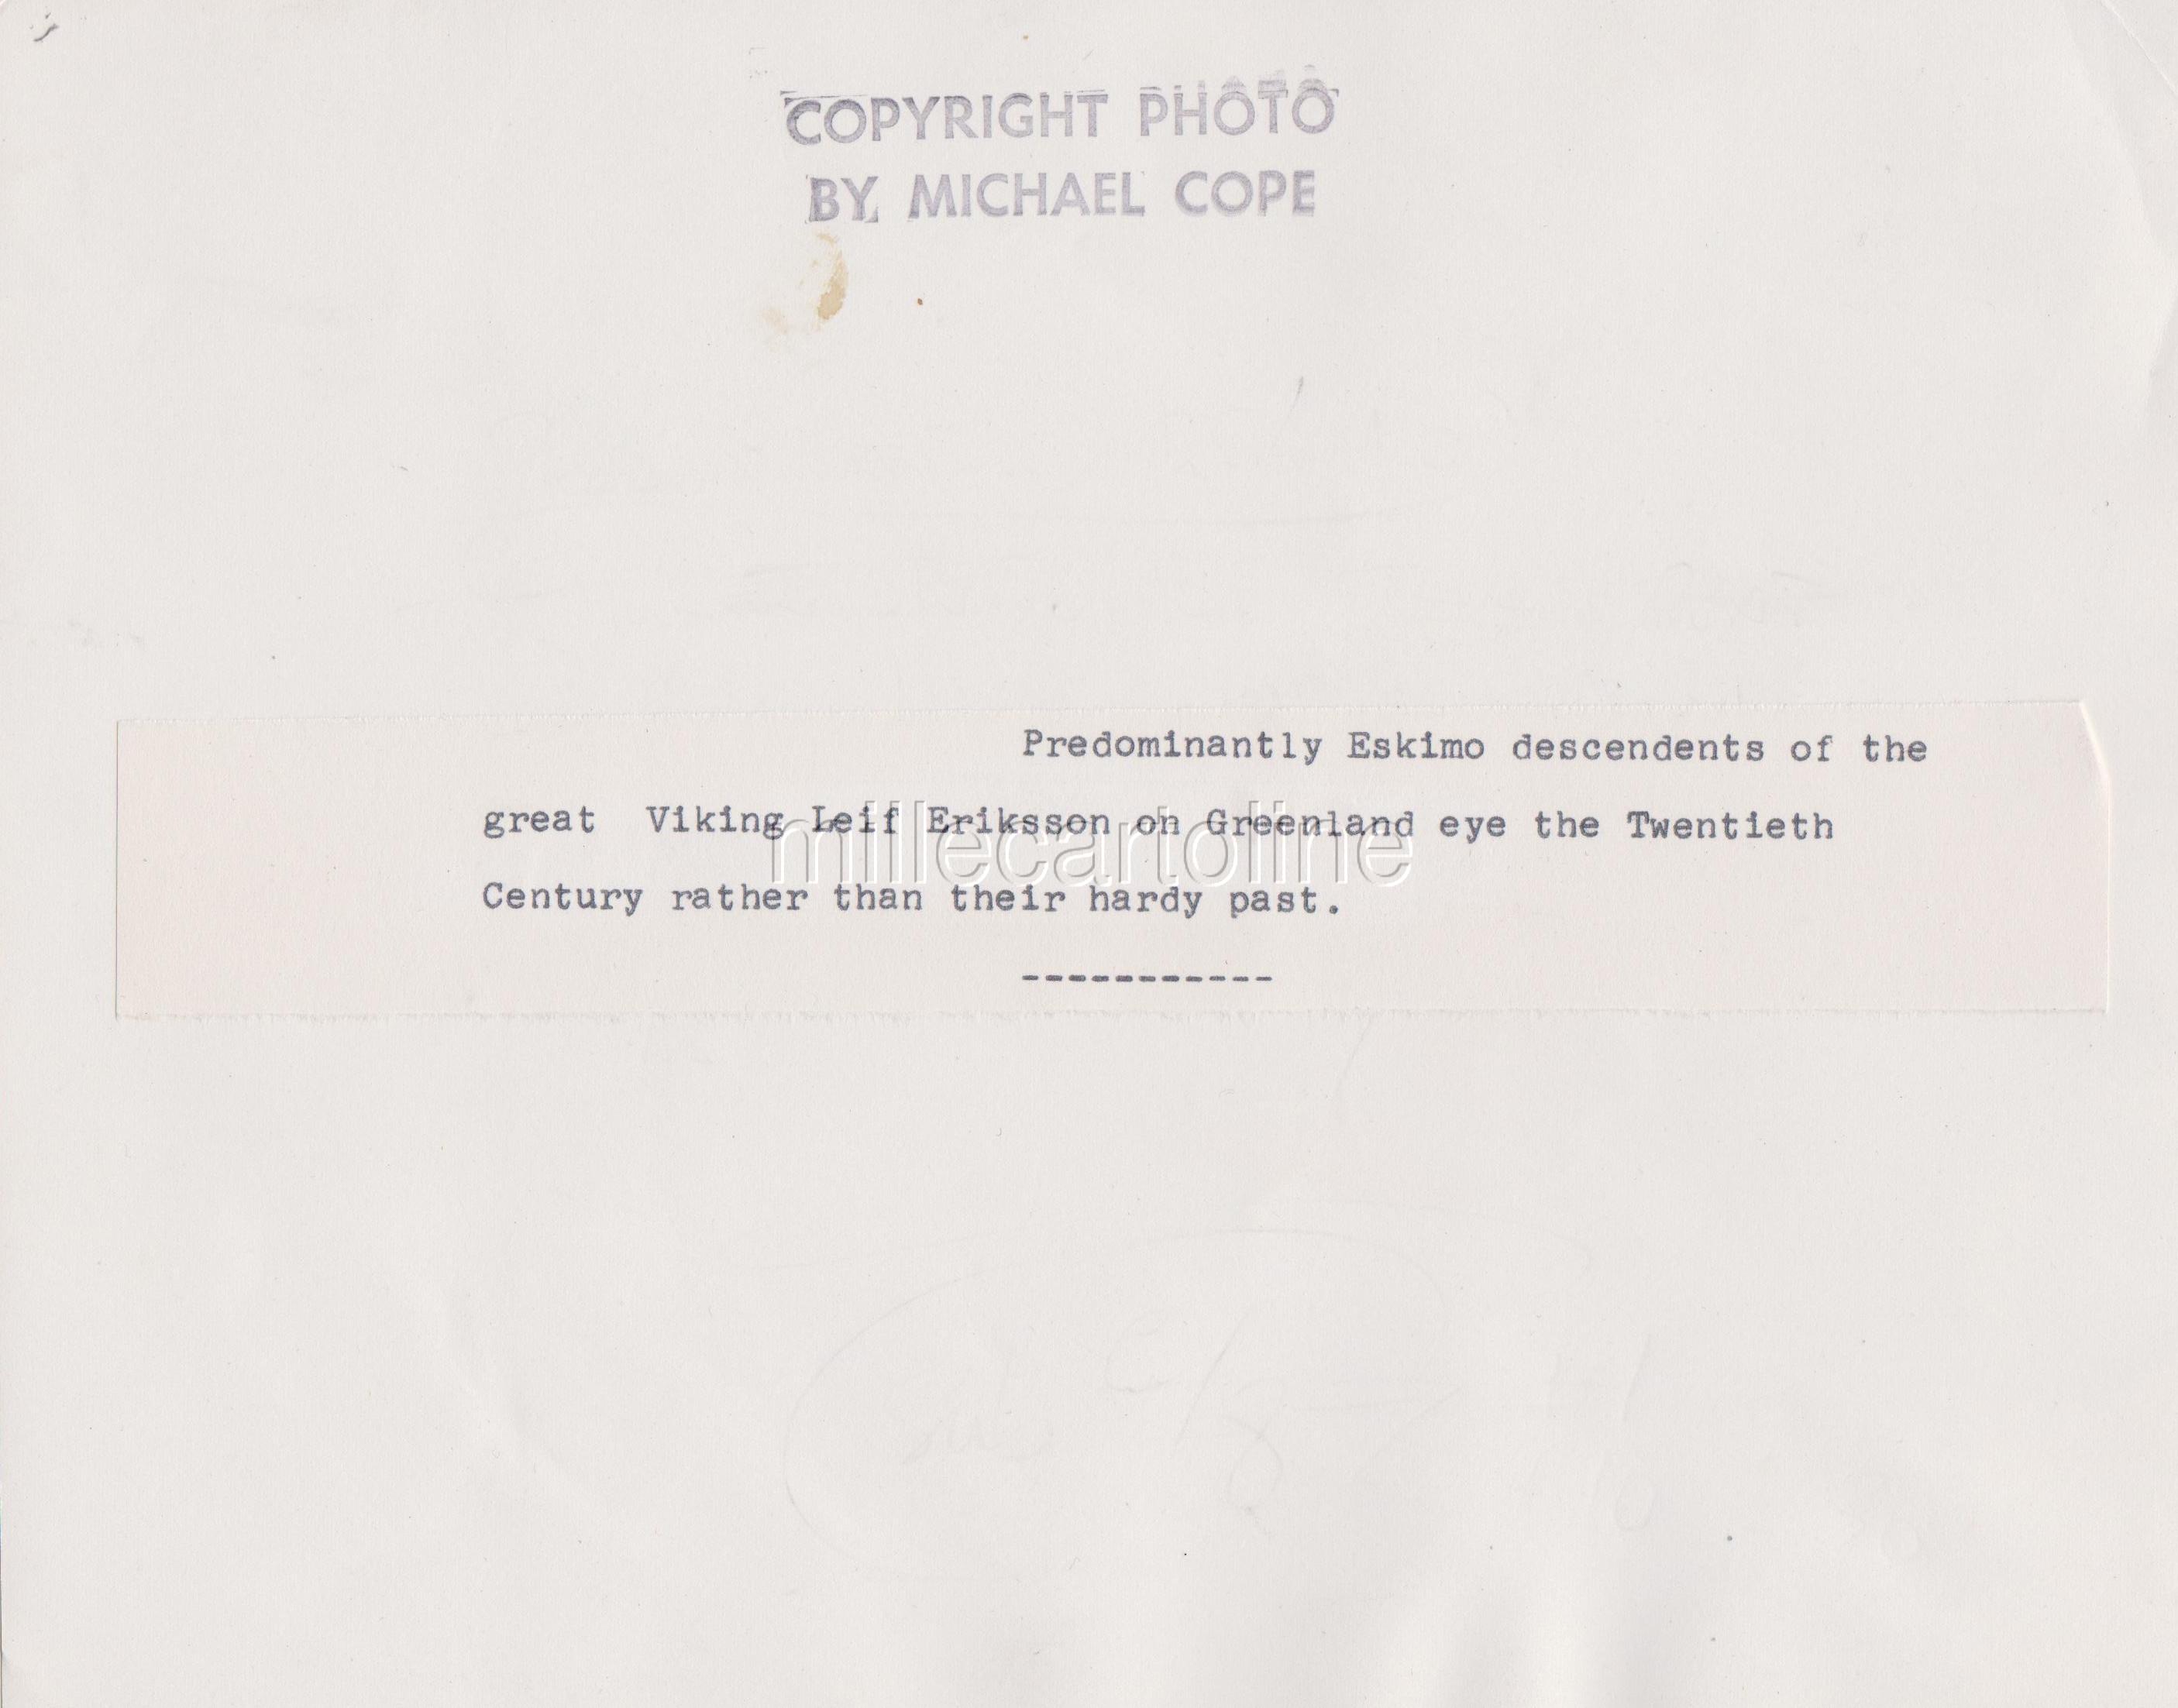 COPYRIGHT PHOTO
BY MICHAEL COPE
Predominantly Eskimo descendents of the
great Viking Leif Eriksson on Greenland eye the Twentieth
millecartoline
Century rather than their hardy past.
-----------